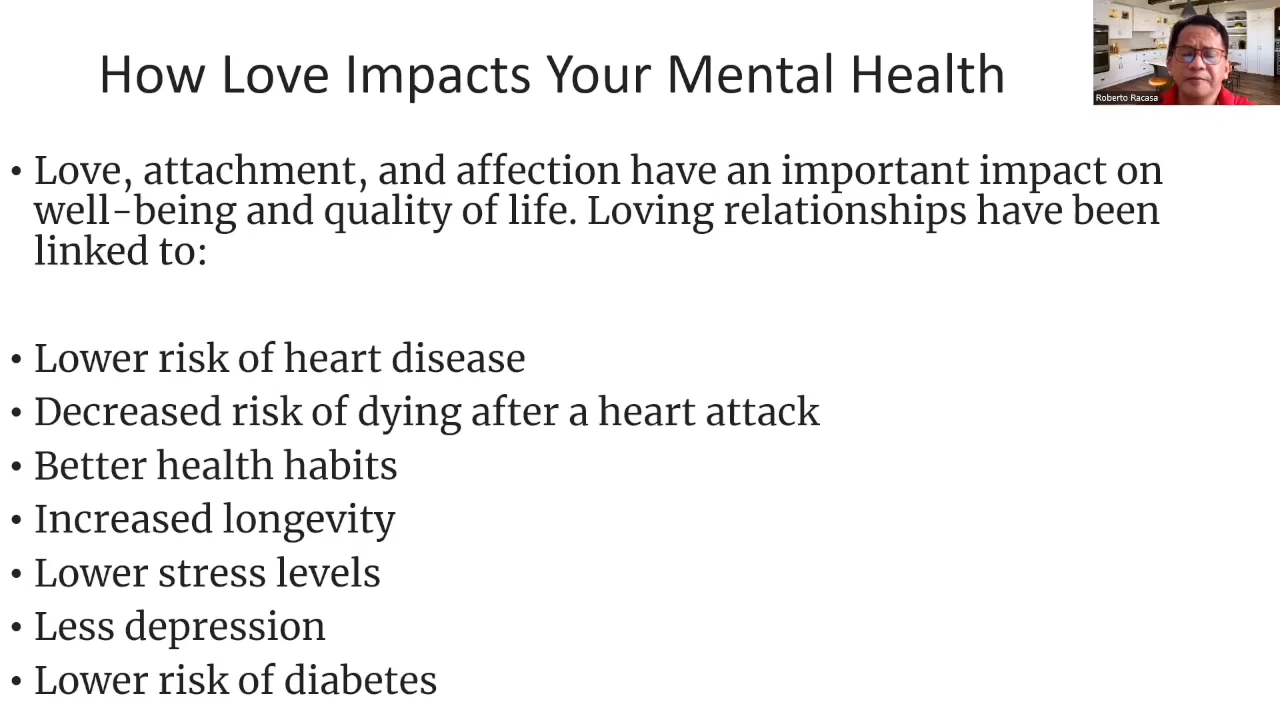 How Love Impacts Your Mental Health
Roberto Racasa
• Love, attachment, and affection have an important impact on
well-being and quality of life. Loving relationships have been
linked to:
• Lower risk of heart disease
• Decreased risk of dying after a heart attack
• Better health habits
• Increased longevity
• Lower stress levels
• Less depression
• Lower risk of diabetes